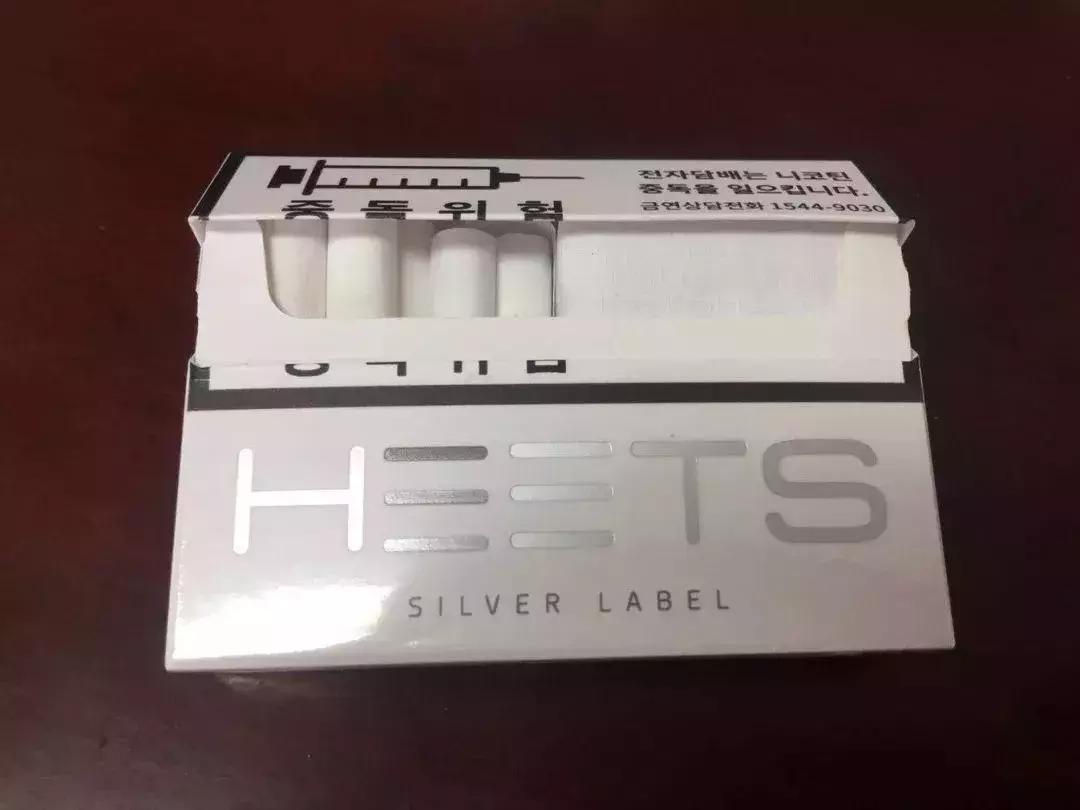 중독위험
전자담배는 니코틴
중독을 일으킵니다.
금연상담전화 1544-9030
HEETS
SILVER LABEL